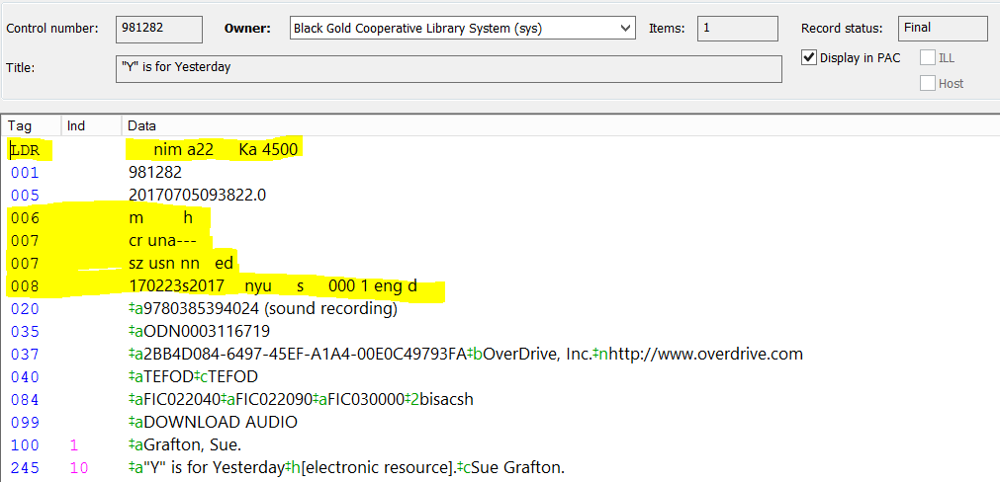 Control number: 981282 Owner: Black Gold Cooperative Library System (sys) Items: 1 Record status: Final
Title: "Y" is for Yesterday Display in PAC ILL
Host
Tag Ind Data
LDR nim a22 Ka 4500
001 981282
005 20170705093822.0
006 m h
007 cr una---
007 sz usn nn ed
008 170223s2017 nyu s 000 1 eng d
020 ‡a9780385394024 (sound recording)
035 ‡aODN0003116719
037 ‡a2BB4D084-6497-45EF-A1A4-00E0C49793FA‡bOverDrive, Inc.‡nhttp://www.overdrive.com
040 ‡aTEFOD‡cTEFOD
084 ‡aFIC022040‡aFIC022090‡aFIC030000‡2bisacsh
099 ‡aDOWNLOAD AUDIO
100 1 ‡aGrafton, Sue.
245 10 ‡a"Y" is for Yesterday‡h[electronic resource].‡cSue Grafton.